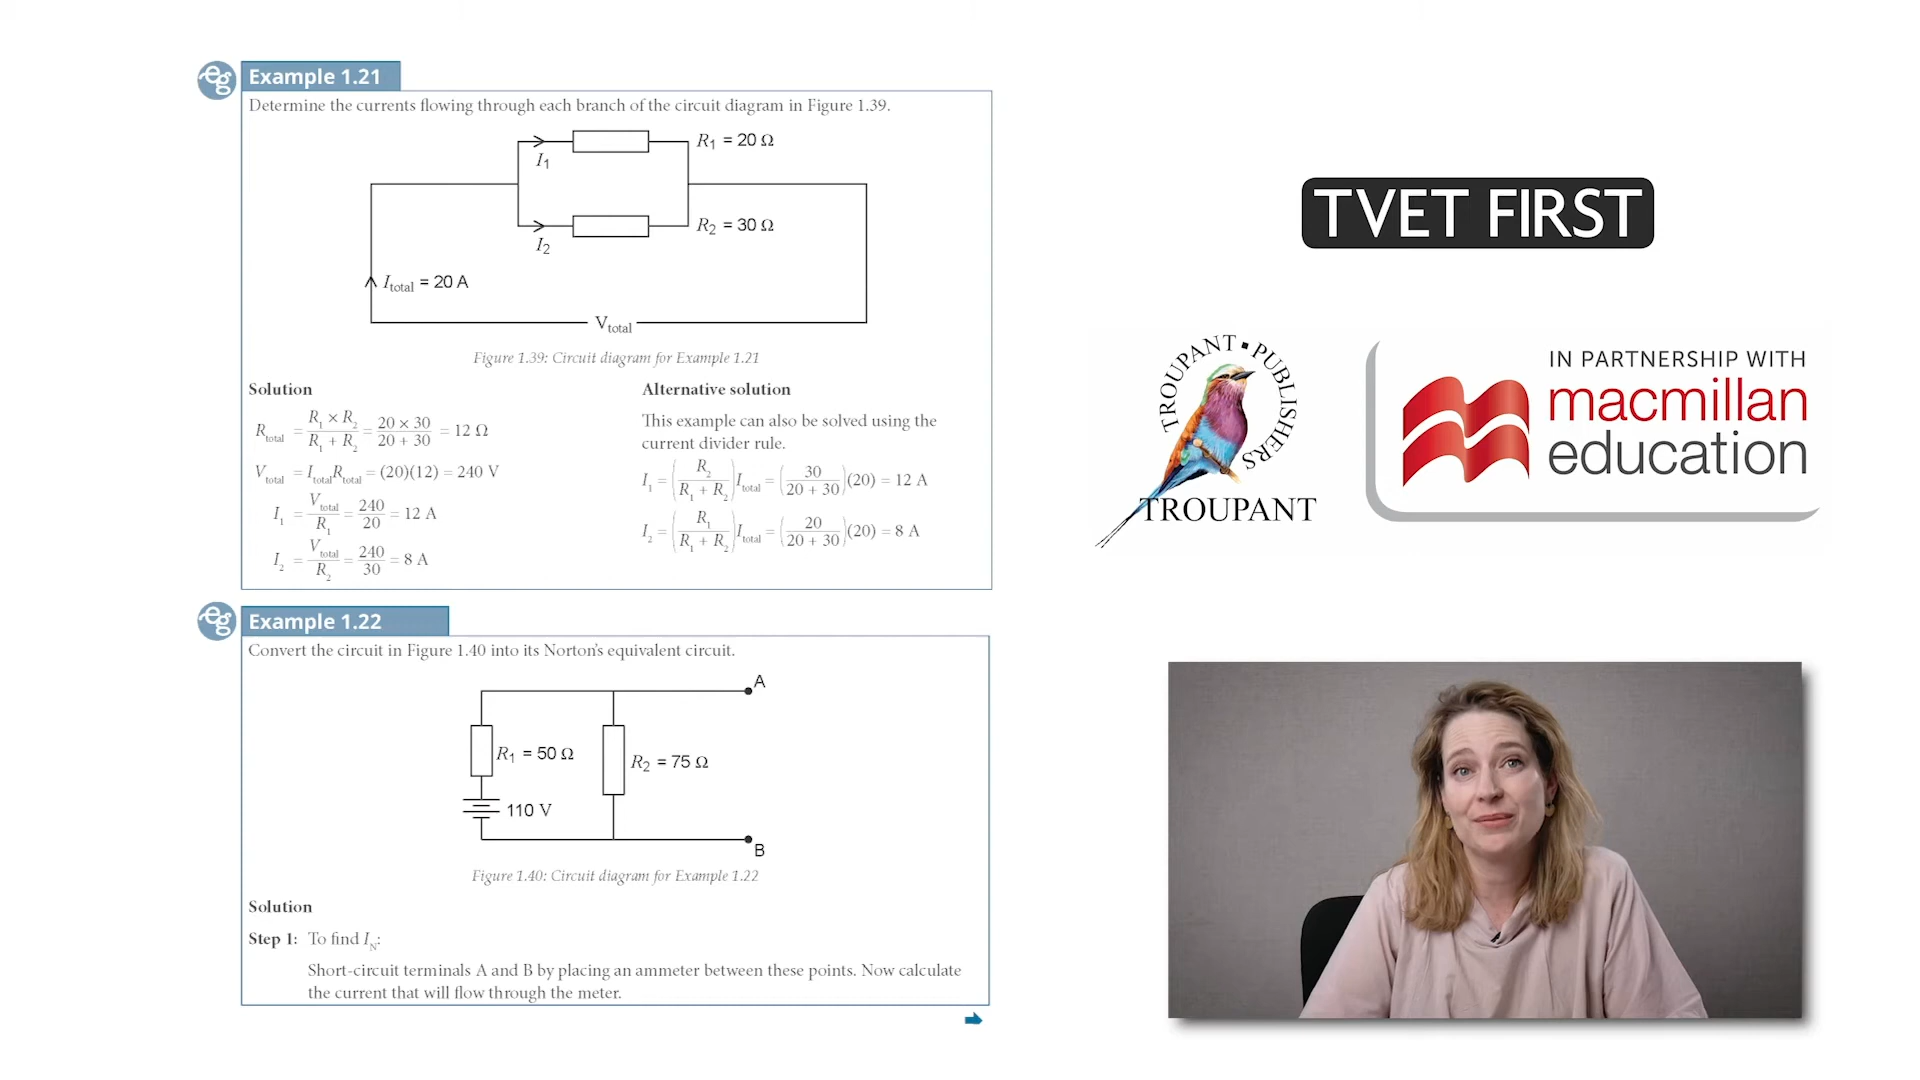 eg Example 1.21
Determine the currents flowing through each branch of the circuit diagram in Figure 1.39.
R1 = 20 Ω
I1
R2 = 30 Ω
I2
Itotal = 20 A
Vtotal
Figure 1.39: Circuit diagram for Example 1.21
Solution
Rtotal = R1 × R2 / R1 + R2 = 20 × 30 / 20 + 30 = 12 Ω
Vtotal = ItotalRtotal = (20)(12) = 240 V
I1 = Vtotal / R1 = 240 / 20 = 12 A
I2 = Vtotal / R2 = 240 / 30 = 8 A
Alternative solution
This example can also be solved using the
current divider rule.
I1 = (R2 / R1 + R2) Itotal = (30 / 20 + 30)(20) = 12 A
I2 = (R1 / R1 + R2) Itotal = (20 / 20 + 30)(20) = 8 A
eg Example 1.22
Convert the circuit in Figure 1.40 into its Norton's equivalent circuit.
A
R1 = 50 Ω
R2 = 75 Ω
110 V
B
Figure 1.40: Circuit diagram for Example 1.22
Solution
Step 1: To find IN:
Short-circuit terminals A and B by placing an ammeter between these points. Now calculate
the current that will flow through the meter.
TVET FIRST
TROUPANT ▪ PUBLISHERS
TROUPANT
IN PARTNERSHIP WITH
macmillan
education